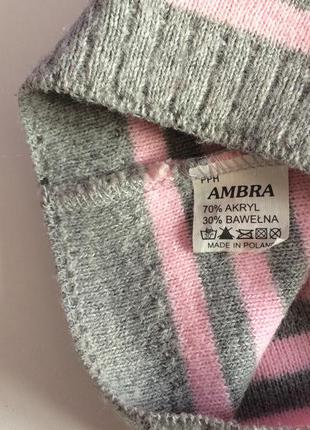 PPH
AMBRA
70% AKRYL
30% BAWEŁNA
MADE IN POLAND